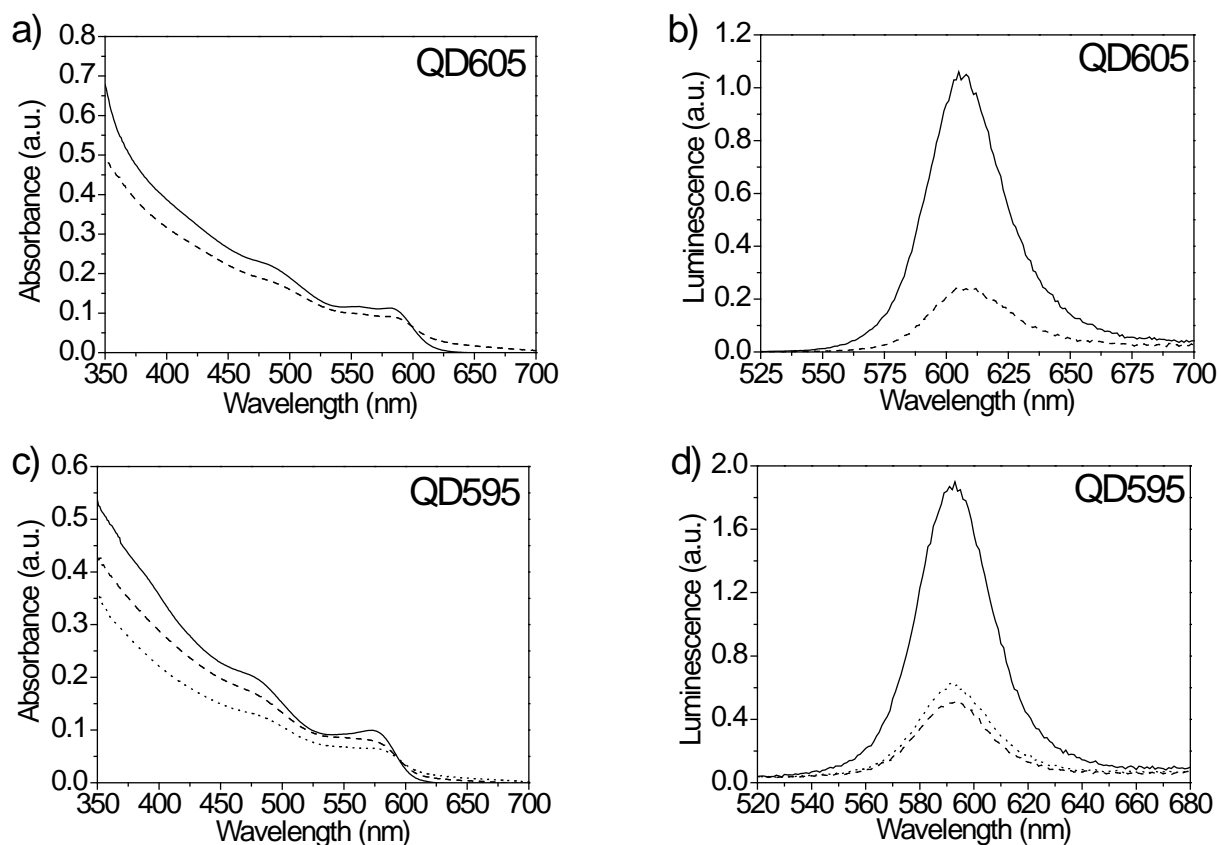 a)
QD605
0.8
0.7
0.6
0.5
0.4
0.3
0.2
0.1
0.0
Absorbance (a.u.)
350 400 450 500 550 600 650 700
Wavelength (nm)
b)
QD605
1.2
1.0
0.8
0.6
0.4
0.2
0.0
Luminescence (a.u.)
525 550 575 600 625 650 675 700
Wavelength (nm)
c)
QD595
0.6
0.5
0.4
0.3
0.2
0.1
0.0
Absorbance (a.u.)
350 400 450 500 550 600 650 700
Wavelength (nm)
d)
QD595
2.0
1.6
1.2
0.8
0.4
0.0
Luminescence (a.u.)
520 540 560 580 600 620 640 660 680
Wavelength (nm)